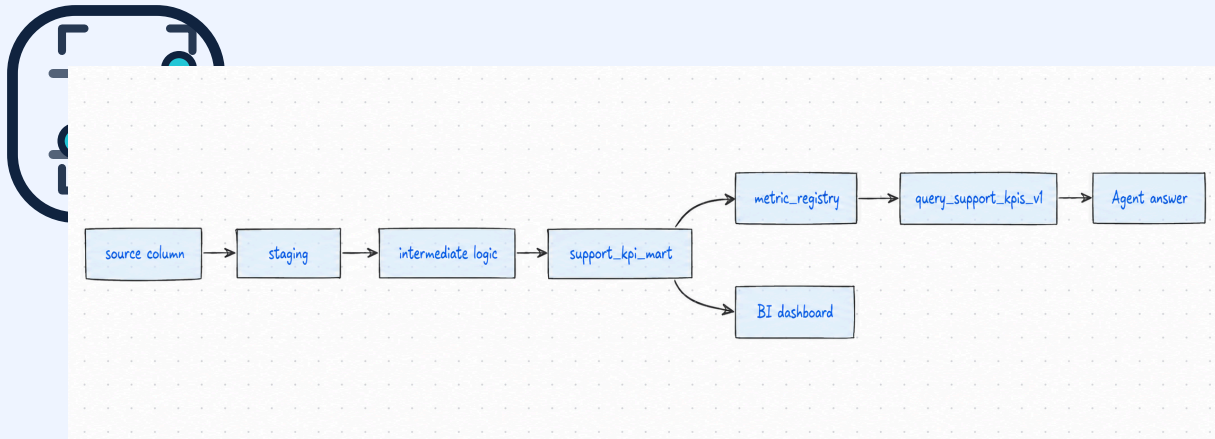 source column
staging
intermediate logic
support_kpi_mart
metric_registry
query_support_kpis_v1
Agent answer
BI dashboard